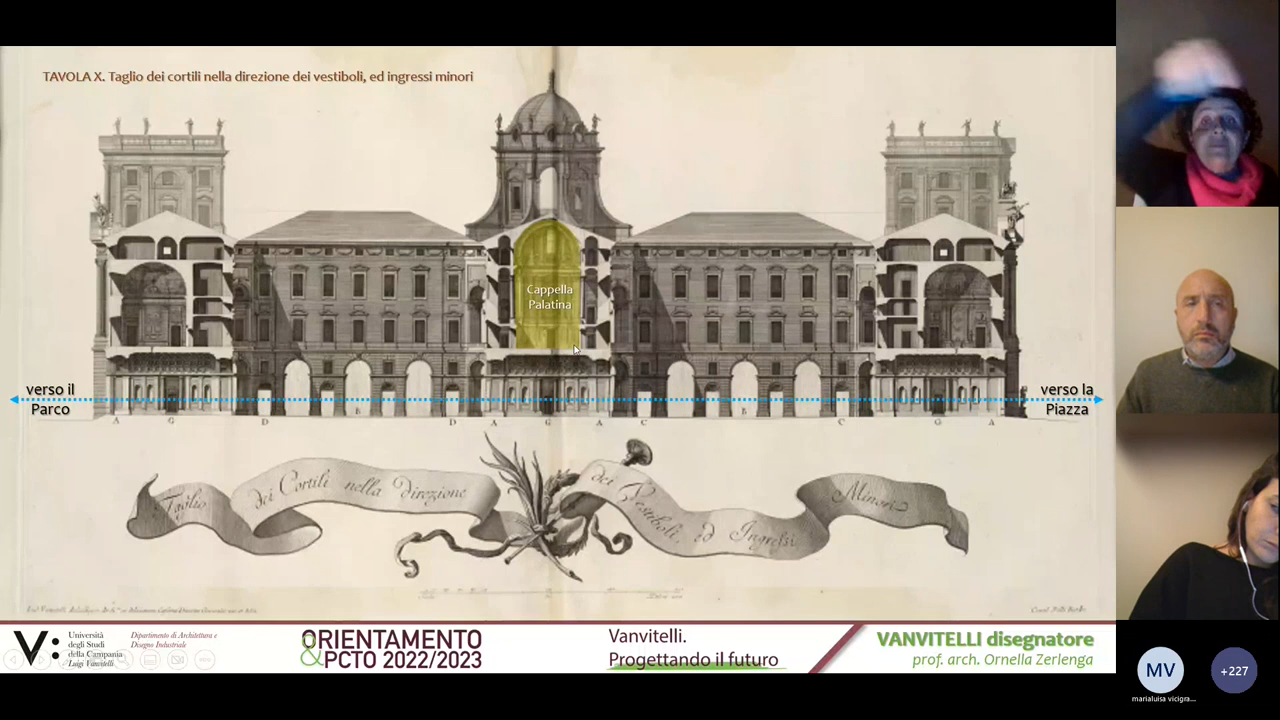 TAVOLA X. Taglio dei cortili nella direzione dei vestiboli, ed ingressi minori
Cappella
Palatina
verso il
Parco
verso la
Piazza
A G D D A G A C C G A
Taglio dei Cortili nella Direzione dei Vestiboli, ed Ingressi Minori
V:
Università
degli Studi
della Campania
Luigi Vanvitelli
Dipartimento di Architettura e
Disegno Industriale
ORIENTAMENTO
&PCTO 2022/2023
Vanvitelli.
Progettando il futuro
VANVITELLI disegnatore
prof. arch. Ornella Zerlenga
MV
marialuisa vicigra...
+227